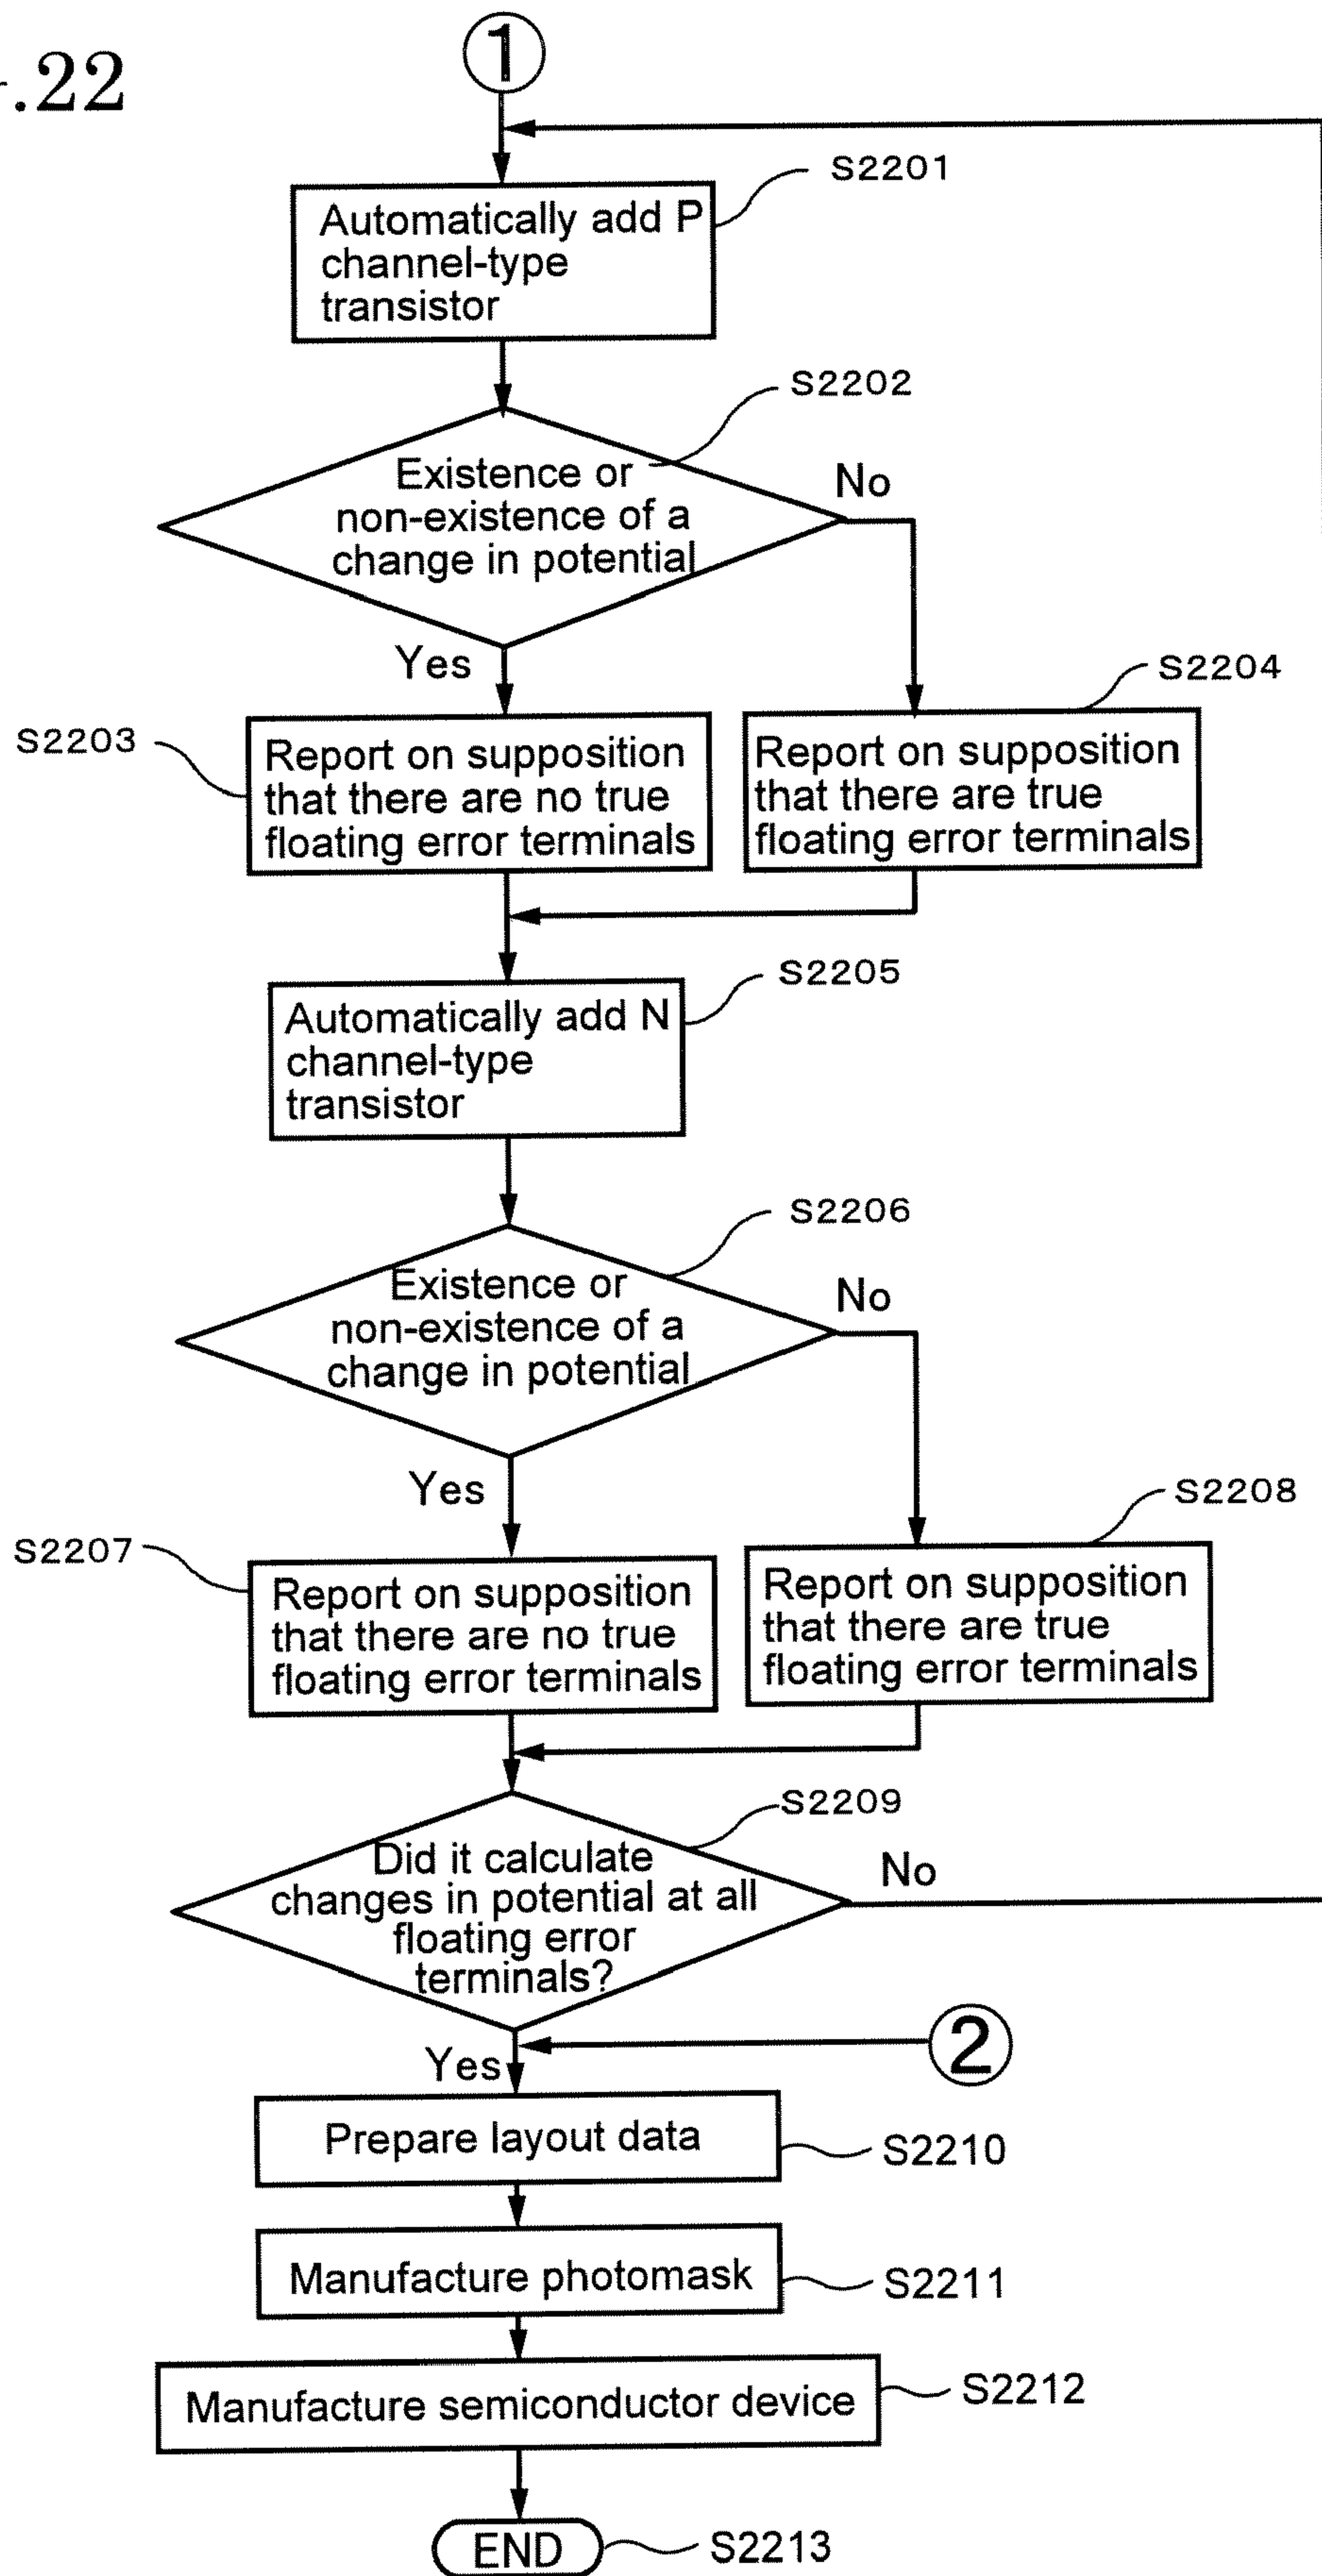 .22
1
S2201
Automatically add P
channel-type
transistor
S2202
Existence or
non-existence of a
change in potential
No
Yes
S2203
Report on supposition
that there are no true
floating error terminals
S2204
Report on supposition
that there are true
floating error terminals
S2205
Automatically add N
channel-type
transistor
S2206
Existence or
non-existence of a
change in potential
No
Yes
S2207
Report on supposition
that there are no true
floating error terminals
S2208
Report on supposition
that there are true
floating error terminals
S2209
Did it calculate
changes in potential at all
floating error
terminals?
No
Yes
2
Prepare layout data
S2210
Manufacture photomask
S2211
Manufacture semiconductor device
S2212
END
S2213